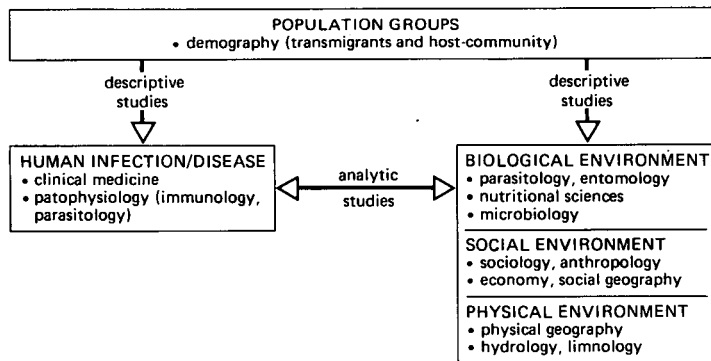 POPULATION GROUPS
• demography (transmigrants and host-community)
descriptive
studies
descriptive
studies
HUMAN INFECTION/DISEASE
• clinical medicine
• patophysiology (immunology,
parasitology)
analytic
studies
BIOLOGICAL ENVIRONMENT
• parasitology, entomology
• nutritional sciences
• microbiology
SOCIAL ENVIRONMENT
• sociology, anthropology
• economy, social geography
PHYSICAL ENVIRONMENT
• physical geography
• hydrology, limnology